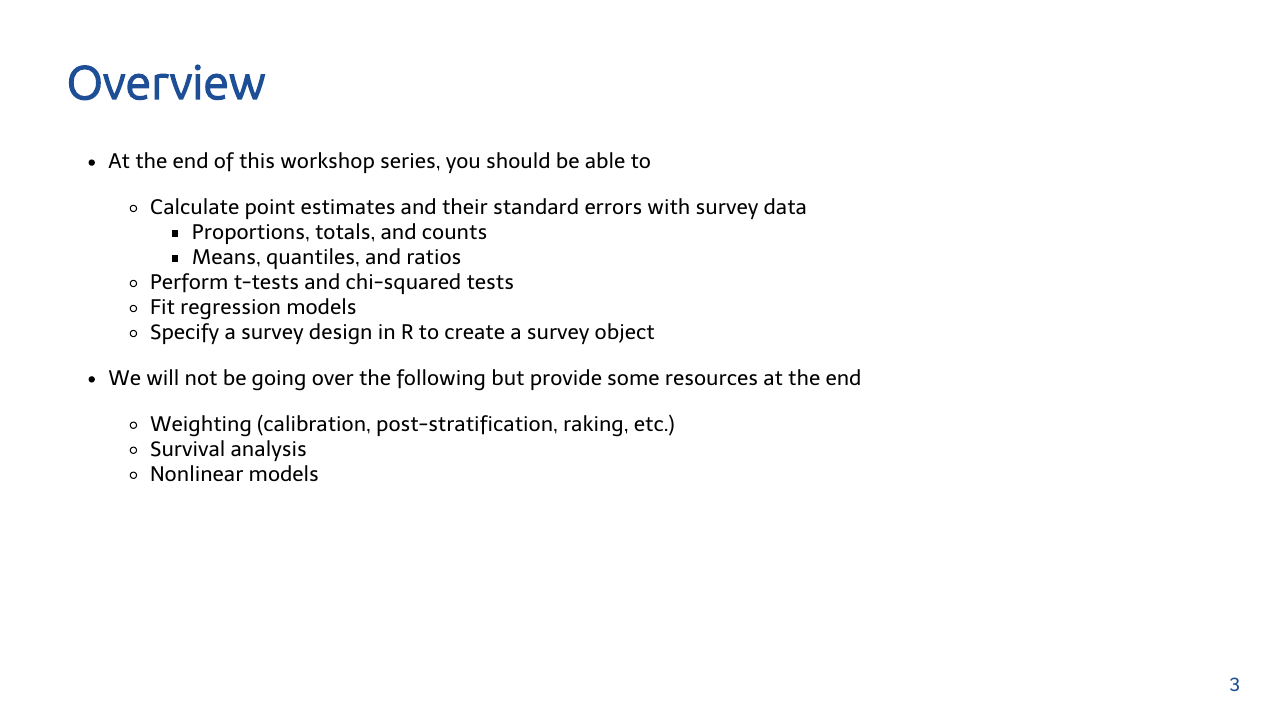 Overview
• At the end of this workshop series, you should be able to
◦ Calculate point estimates and their standard errors with survey data
▪ Proportions, totals, and counts
▪ Means, quantiles, and ratios
◦ Perform t-tests and chi-squared tests
◦ Fit regression models
◦ Specify a survey design in R to create a survey object
• We will not be going over the following but provide some resources at the end
◦ Weighting (calibration, post-stratification, raking, etc.)
◦ Survival analysis
◦ Nonlinear models
3